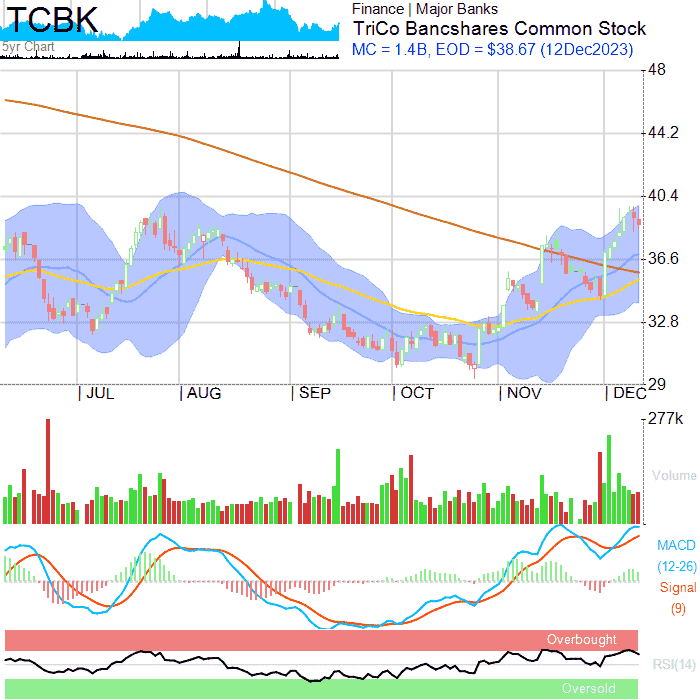 TCBK
5yr Chart
Finance | Major Banks
TriCo Bancshares Common Stock
MC = 1.4B, EOD = $38.67 (12Dec2023)
48
44.2
40.4
36.6
32.8
29
JUL AUG SEP OCT NOV DEC
277k
Volume
MACD
(12-26)
Signal
(9)
Overbought
RSI(14)
Oversold